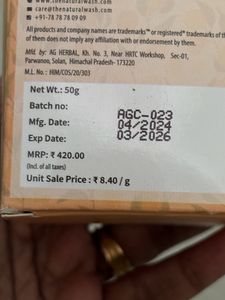 thenaturalwash.com
care@thenaturalwash.com
+91-78 78 78 09 09
All products and company names are trademarks™ or registered® trademarks of
of them does not imply any affiliation with or endorsement by them.
Mfg. by: AG HERBAL, Kh. No. 3, Near HRTC Workshop, Sec-01,
Parwanoo, Solan, Himachal Pradesh- 173220
M.L No.: HIM/COS/20/303
Net Wt.: 50g
Batch no: AGC-023
Mfg. Date: 04/2024
Exp Date: 03/2026
MRP: ₹ 420.00
(Incl. of all taxes)
Unit Sale Price : ₹ 8.40 / g